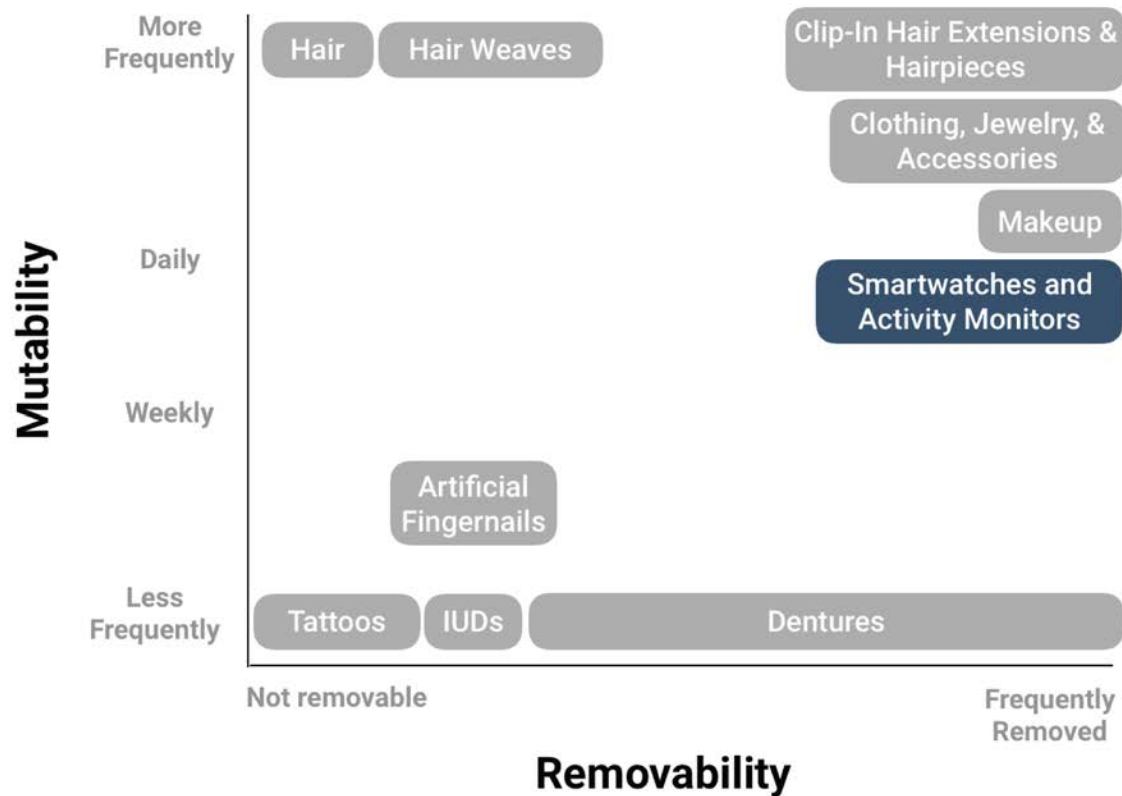 More
Frequently
Hair
Hair Weaves
Clip-In Hair Extensions &
Hairpieces
Clothing, Jewelry, &
Accessories
Makeup
Daily
Smartwatches and
Activity Monitors
Mutability
Weekly
Artificial
Fingernails
Less
Frequently
Tattoos
IUDs
Dentures
Not removable
Frequently
Removed
Removability